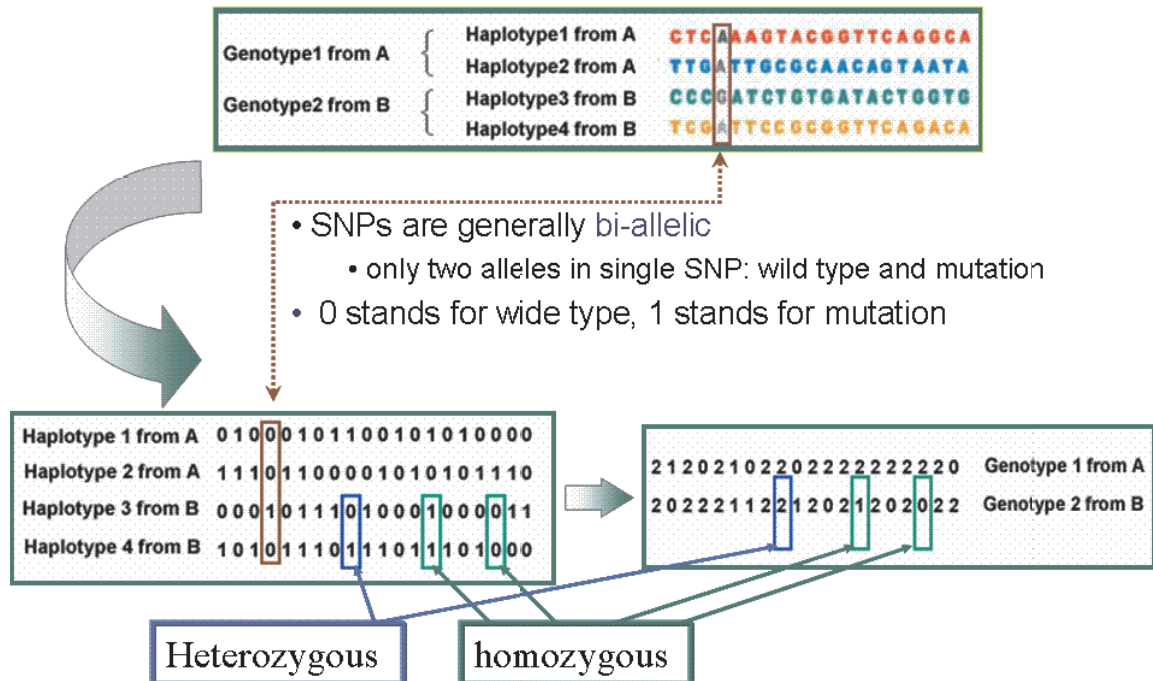 Genotype1 from A
Haplotype1 from A CTCAAAGTACGGTTCAGGCA
Haplotype2 from A TTGATTGCGCAACAGTAATA
Genotype2 from B
Haplotype3 from B CCCGATCTGTGATACTGGTG
Haplotype4 from B TCGATTCCGCGGTTCAGACA
• SNPs are generally bi-allelic
• only two alleles in single SNP: wild type and mutation
• 0 stands for wide type, 1 stands for mutation
Haplotype 1 from A 01000101100101010000
Haplotype 2 from A 11101100001010101110
Haplotype 3 from B 00010111010001000011
Haplotype 4 from B 10101110111011101000
21202102202222222220 Genotype 1 from A
20222112212021202022 Genotype 2 from B
Heterozygous
homozygous